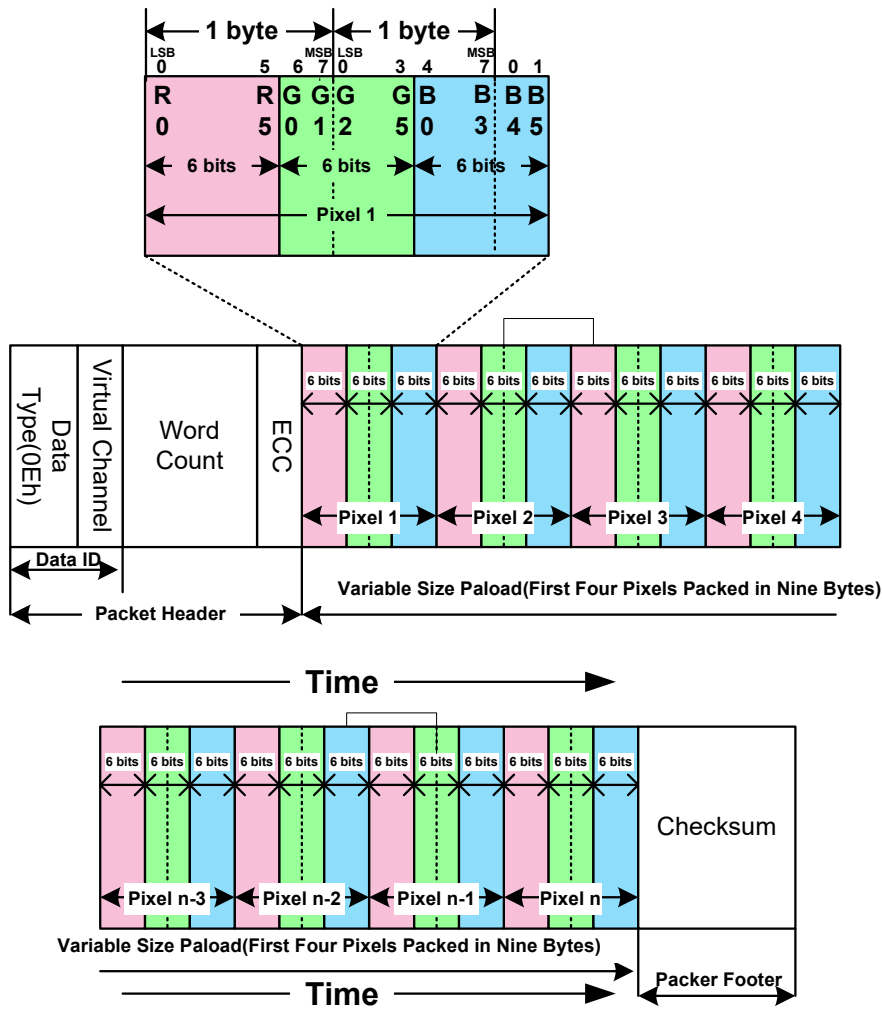 1 byte 1 byte
LSB MSB LSB MSB
0 5 6 7 0 3 4 7 0 1
R R G G G G B B B B
0 5 0 1 2 5 0 3 4 5
6 bits 6 bits 6 bits
Pixel 1
Data Type(0Eh)
Virtual Channel
Word Count
ECC
6 bits 6 bits 6 bits 6 bits 6 bits 6 bits 5 bits 6 bits 6 bits 6 bits 6 bits 6 bits
Pixel 1 Pixel 2 Pixel 3 Pixel 4
Data ID
Variable Size Paload(First Four Pixels Packed in Nine Bytes)
Packet Header
Time
6 bits 6 bits 6 bits 6 bits 6 bits 6 bits 6 bits 6 bits 6 bits 6 bits 6 bits 6 bits
Checksum
Pixel n-3 Pixel n-2 Pixel n-1 Pixel n
Variable Size Paload(First Four Pixels Packed in Nine Bytes)
Packer Footer
Time